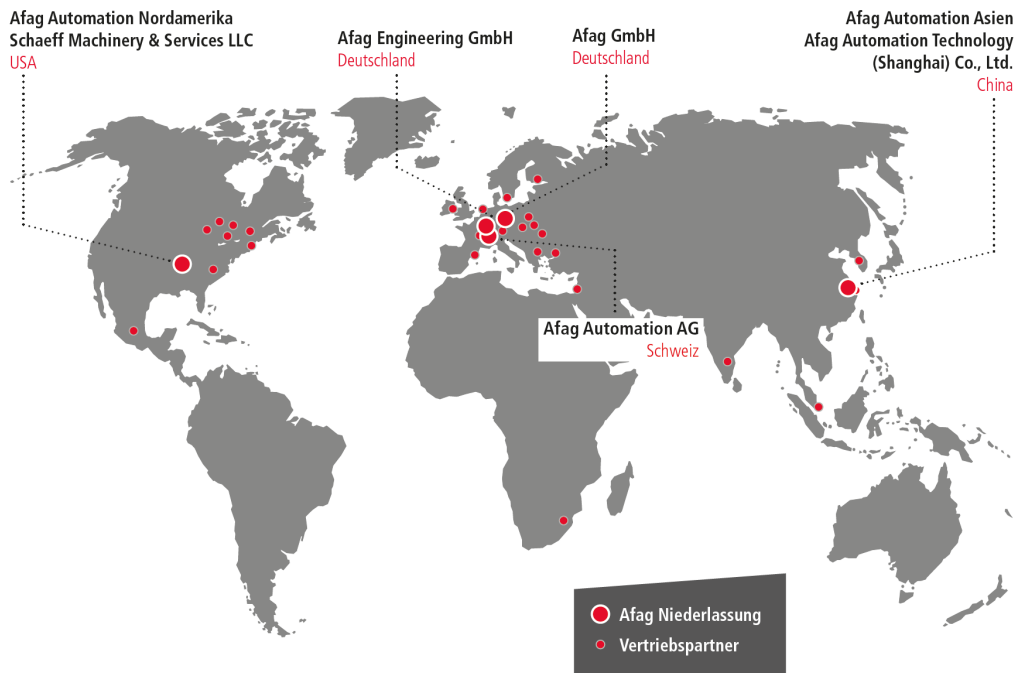 Afag Automation Nordamerika
Schaeff Machinery & Services LLC
USA
Afag Engineering GmbH
Deutschland
Afag GmbH
Deutschland
Afag Automation Asien
Afag Automation Technology
(Shanghai) Co., Ltd.
China
Afag Automation AG
Schweiz
Afag Niederlassung
Vertriebspartner